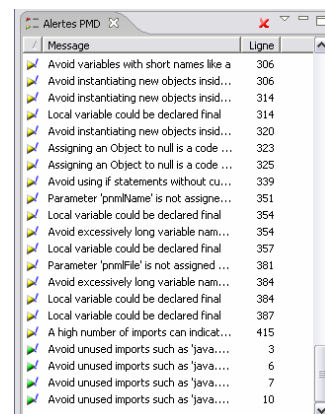 Alertes PMD
/ Message Ligne
Avoid variables with short names like a 306
Avoid instantiating new objects insid... 306
Avoid instantiating new objects insid... 314
Local variable could be declared final 314
Avoid instantiating new objects insid... 320
Assigning an Object to null is a code ... 323
Assigning an Object to null is a code ... 325
Avoid using if statements without cu... 339
Parameter 'pnmlName' is not assigne... 351
Local variable could be declared final 354
Avoid excessively long variable nam... 354
Local variable could be declared final 357
Parameter 'pnmlFile' is not assigned ... 381
Avoid excessively long variable nam... 384
Local variable could be declared final 384
Local variable could be declared final 387
A high number of imports can indicat... 415
Avoid unused imports such as 'java.... 3
Avoid unused imports such as 'java.... 6
Avoid unused imports such as 'java.... 7
Avoid unused imports such as 'java.... 10